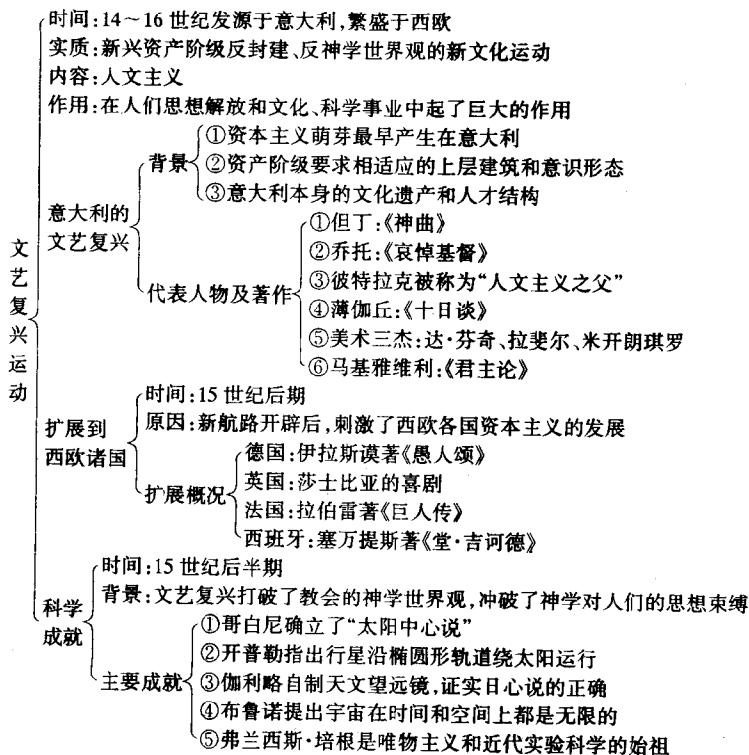 文艺复兴运动
时间:14～16世纪发源于意大利,繁盛于西欧
实质:新兴资产阶级反封建、反神学世界观的新文化运动
内容:人文主义
作用:在人们思想解放和文化、科学事业中起了巨大的作用
意大利的
文艺复兴
背景
①资本主义萌芽最早产生在意大利
②资产阶级要求相适应的上层建筑和意识形态
③意大利本身的文化遗产和人才结构
代表人物及著作
①但丁:《神曲》
②乔托:《哀悼基督》
③彼特拉克被称为“人文主义之父”
④薄伽丘:《十日谈》
⑤美术三杰:达·芬奇、拉斐尔、米开朗琪罗
⑥马基雅维利:《君主论》
扩展到
西欧诸国
时间:15世纪后期
原因:新航路开辟后,刺激了西欧各国资本主义的发展
扩展概况
德国:伊拉斯谟著《愚人颂》
英国:莎士比亚的喜剧
法国:拉伯雷著《巨人传》
西班牙:塞万提斯著《堂·吉诃德》
科学
成就
时间:15世纪后半期
背景:文艺复兴打破了教会的神学世界观,冲破了神学对人们的思想束缚
主要成就
①哥白尼确立了“太阳中心说”
②开普勒指出行星沿椭圆形轨道绕太阳运行
③伽利略自制天文望远镜,证实日心说的正确
④布鲁诺提出宇宙在时间和空间上都是无限的
⑤弗兰西斯·培根是唯物主义和近代实验科学的始祖